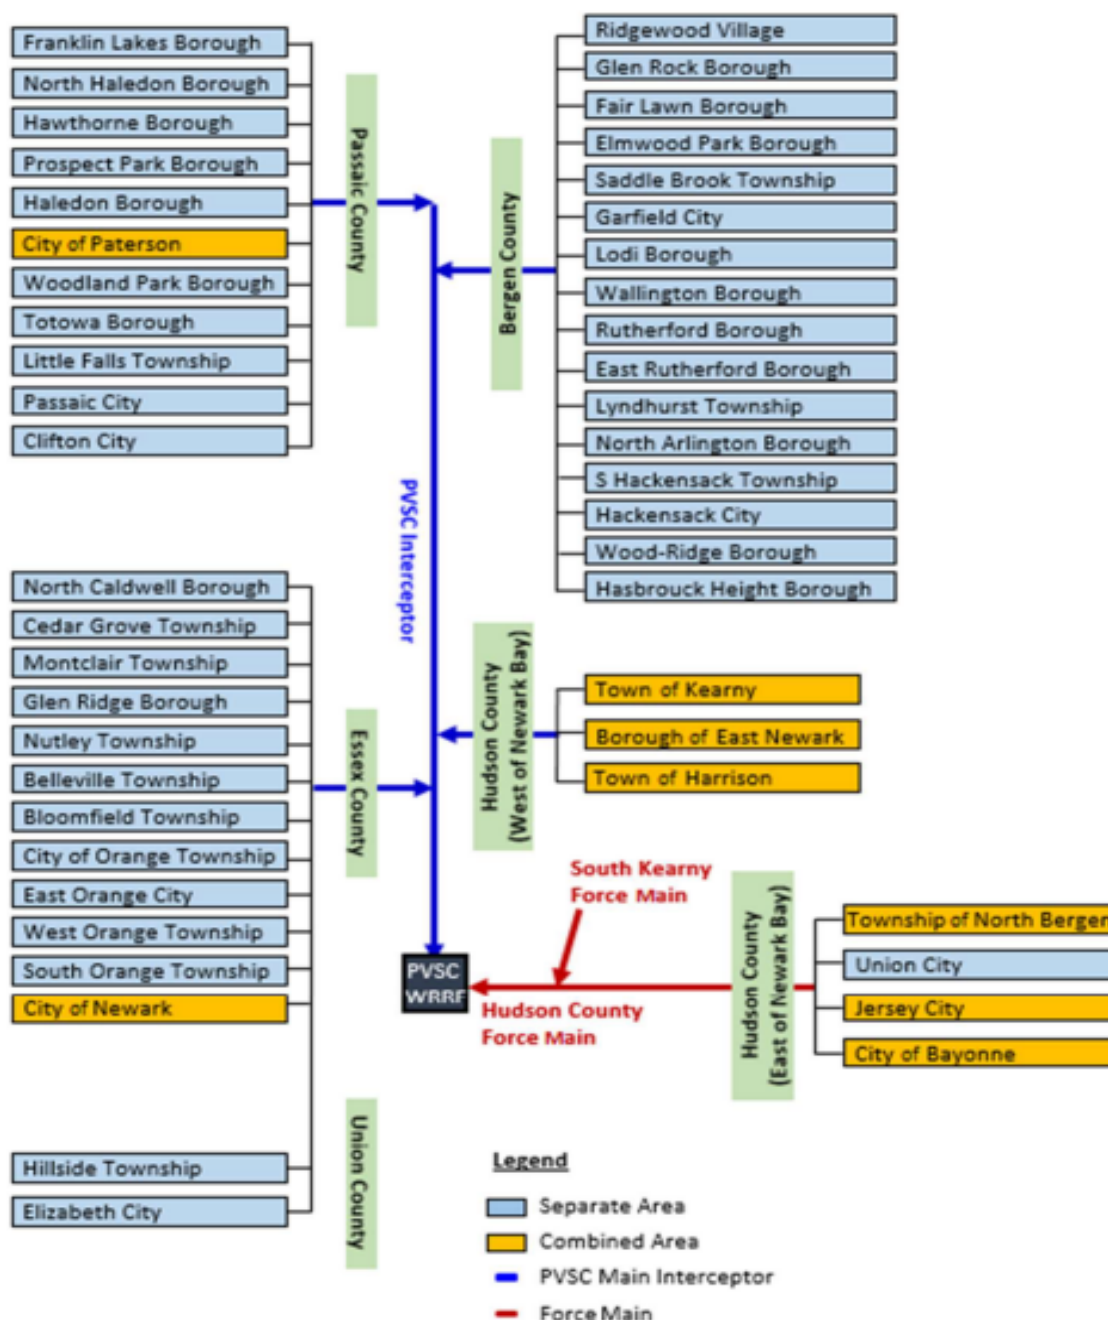 Franklin Lakes Borough
North Haledon Borough
Hawthorne Borough
Prospect Park Borough
Haledon Borough
City of Paterson
Woodland Park Borough
Totowa Borough
Little Falls Township
Passaic City
Clifton City
Passaic County
Bergen County
Ridgewood Village
Glen Rock Borough
Fair Lawn Borough
Elmwood Park Borough
Saddle Brook Township
Garfield City
Lodi Borough
Wallington Borough
Rutherford Borough
East Rutherford Borough
Lyndhurst Township
North Arlington Borough
S Hackensack Township
Hackensack City
Wood-Ridge Borough
Hasbrouck Height Borough
PVSC Interceptor
North Caldwell Borough
Cedar Grove Township
Montclair Township
Glen Ridge Borough
Nutley Township
Belleville Township
Bloomfield Township
City of Orange Township
East Orange City
West Orange Township
South Orange Township
City of Newark
Essex County
Hudson County
(West of Newark Bay)
Town of Kearny
Borough of East Newark
Town of Harrison
South Kearny
Force Main
PVSC
WRRF
Hudson County
Force Main
Hudson County
(East of Newark Bay)
Township of North Bergen
Union City
Jersey City
City of Bayonne
Hillside Township
Elizabeth City
Union County
Legend
Separate Area
Combined Area
PVSC Main Interceptor
Force Main